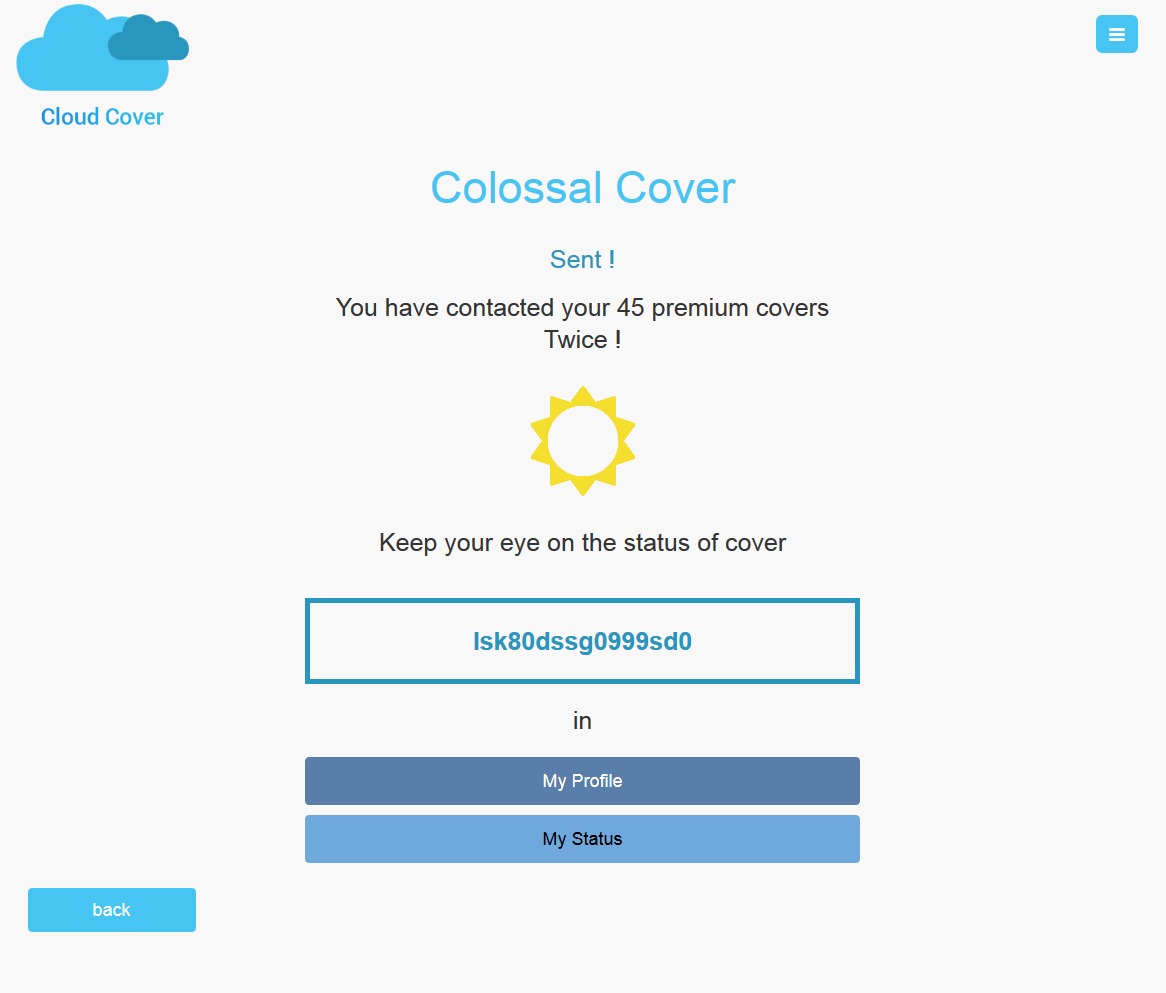 Cloud Cover
Colossal Cover
Sent !
You have contacted your 45 premium covers
Twice !
Keep your eye on the status of cover
lsk80dssg0999sd0
in
My Profile
My Status
back